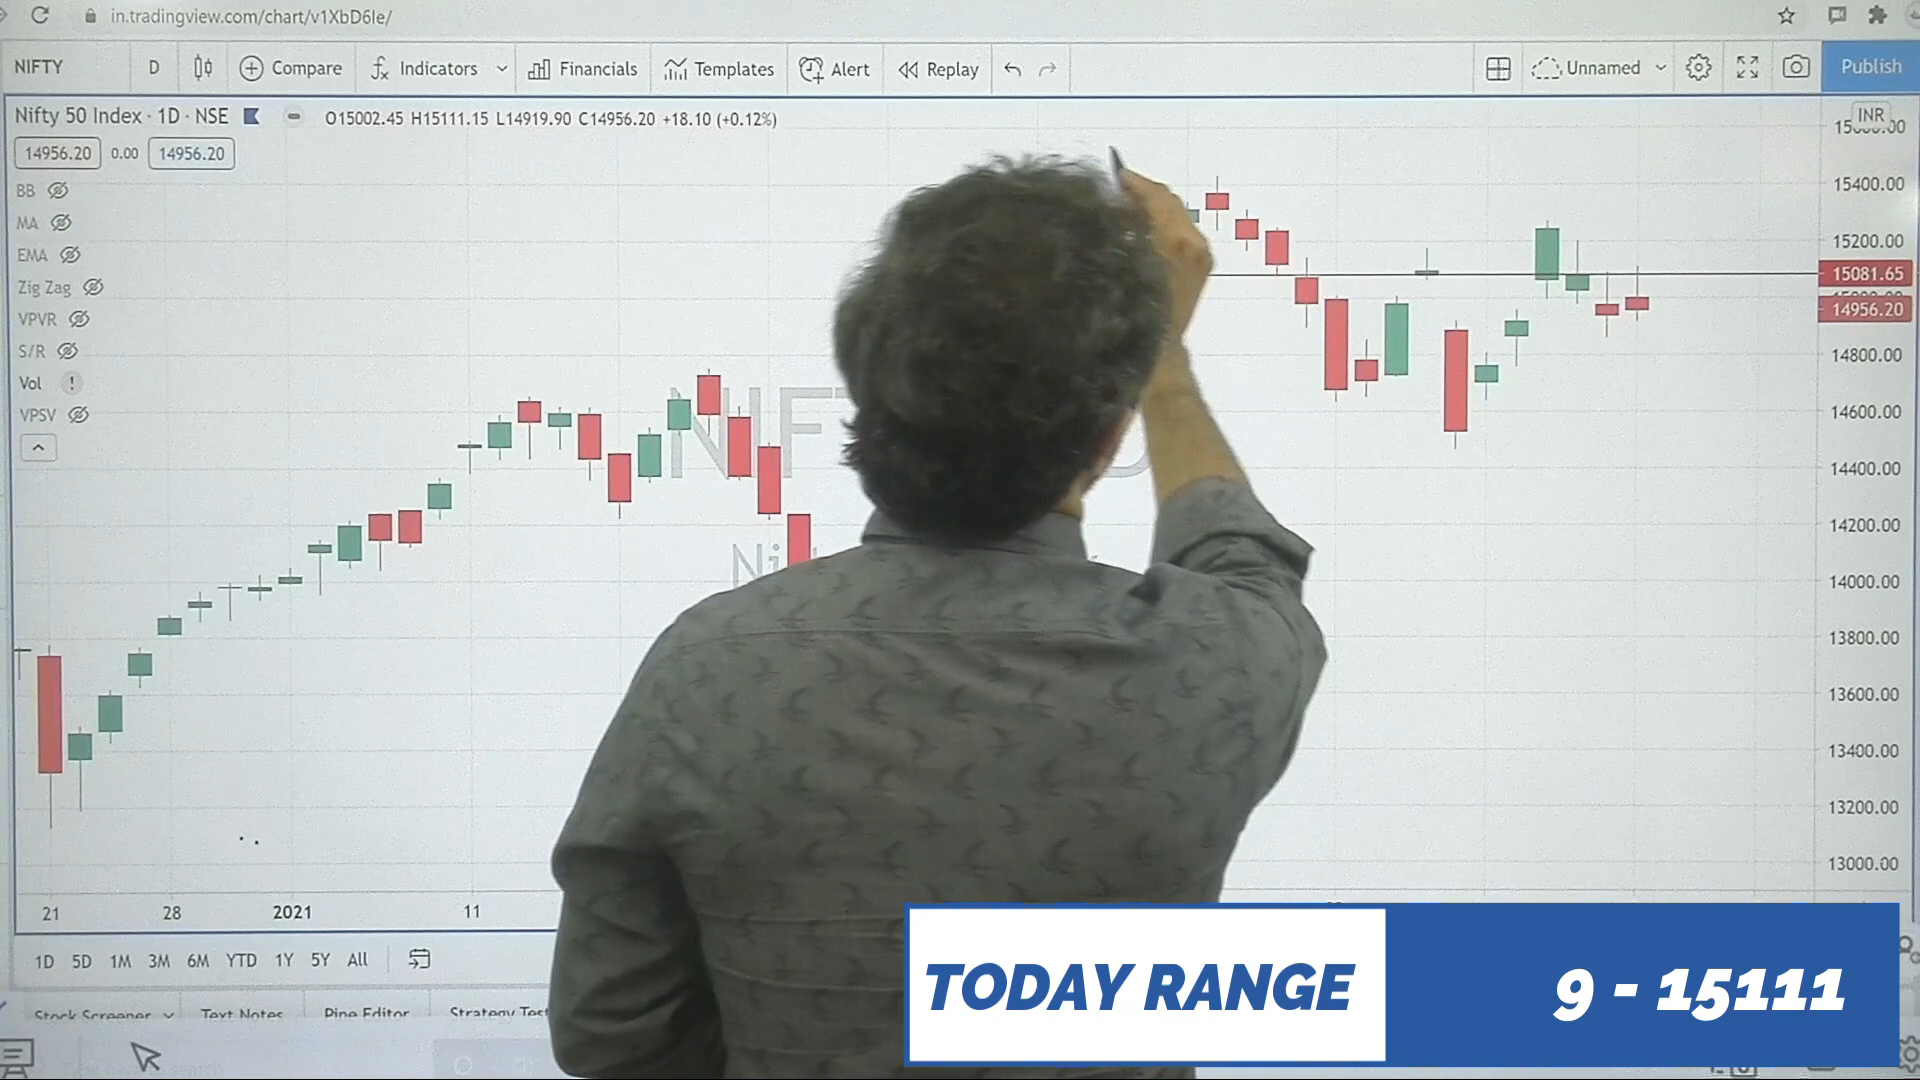 in.tradingview.com/chart/v1XbD6Ie/
NIFTY D Compare Indicators Financials Templates Alert Replay Unnamed Publish
Nifty 50 Index · 1D · NSE O15002.45 H15111.15 L14919.90 C14956.20 +18.10 (+0.12%)
INR
14956.20 0.00 14956.20
BB
MA
EMA
Zig Zag
VPVR
S/R
Vol !
VPSV
15400.00
15200.00
15081.65
14956.20
14800.00
14600.00
14400.00
14200.00
14000.00
13800.00
13600.00
13400.00
13200.00
13000.00
21 28 2021 11
1D 5D 1M 3M 6M YTD 1Y 5Y All
Stock Screener Text Notes Pine Editor Strategy
TODAY RANGE 9 - 15111